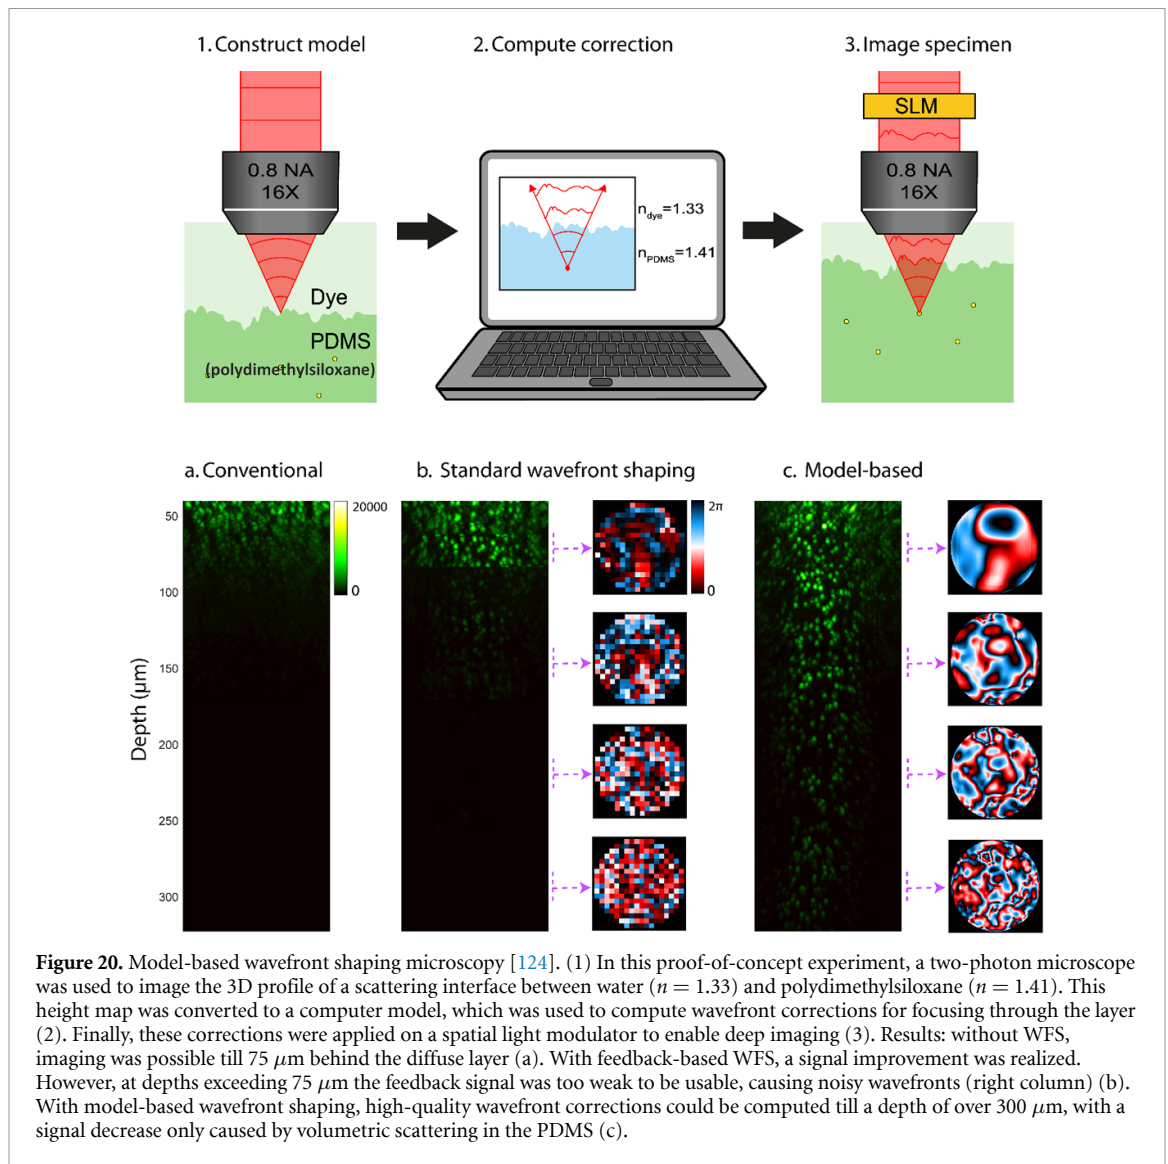 1. Construct model
2. Compute correction
3. Image specimen
0.8 NA
16X
Dye
PDMS
(polydimethylsiloxane)
n_dye=1.33
n_PDMS=1.41
SLM
0.8 NA
16X
a. Conventional
b. Standard wavefront shaping
c. Model-based
Depth (μm)
50
100
150
200
250
300
20000
0
2π
0
Figure 20. Model-based wavefront shaping microscopy [124]. (1) In this proof-of-concept experiment, a two-photon microscope
was used to image the 3D profile of a scattering interface between water (n = 1.33) and polydimethylsiloxane (n = 1.41). This
height map was converted to a computer model, which was used to compute wavefront corrections for focusing through the layer
(2). Finally, these corrections were applied on a spatial light modulator to enable deep imaging (3). Results: without WFS,
imaging was possible till 75 μm behind the diffuse layer (a). With feedback-based WFS, a signal improvement was realized.
However, at depths exceeding 75 μm the feedback signal was too weak to be usable, causing noisy wavefronts (right column) (b).
With model-based wavefront shaping, high-quality wavefront corrections could be computed till a depth of over 300 μm, with a
signal decrease only caused by volumetric scattering in the PDMS (c).